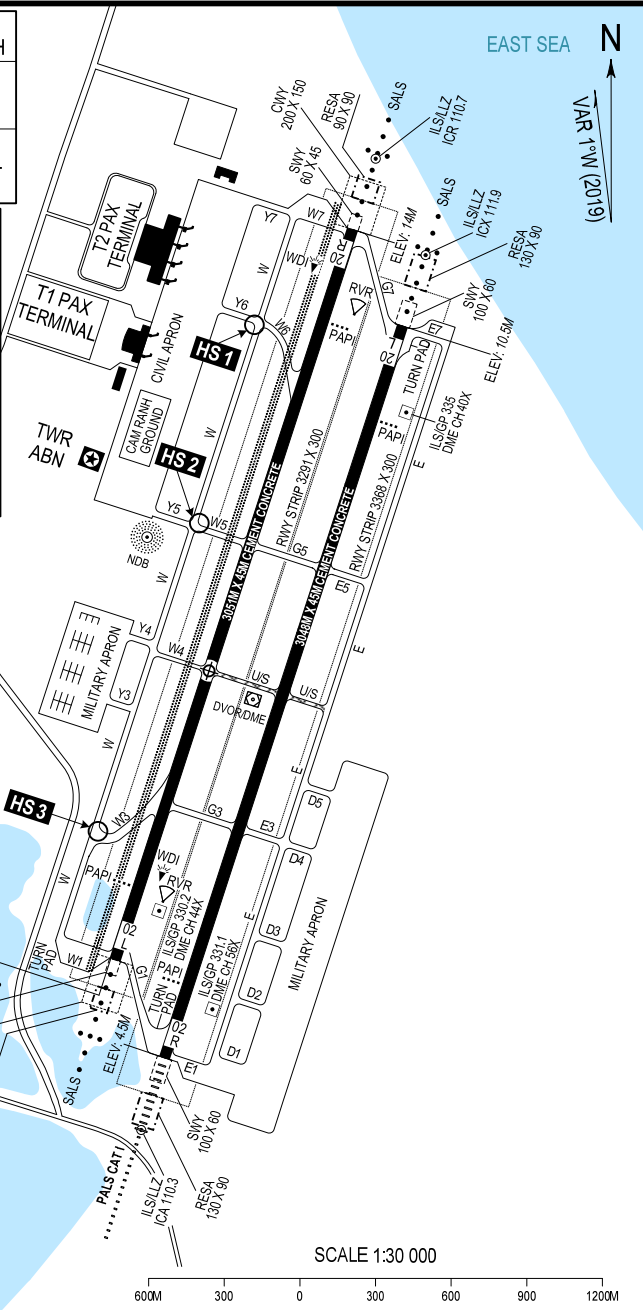 H
EAST SEA
N
VAR 1°W (2019)
CWY
200 X 150
RESA
90 X 90
SALS
ILS/LLZ
ICR 110.7
SWY
60 X 45
SALS
ILS/LLZ
ICX 111.9
RESA
130 X 90
SWY
100 X 60
ELEV: 14M
ELEV: 10.5M
T2 PAX
TERMINAL
T1 PAX
TERMINAL
Y7
W7
W
WDI
20
R
RVR
G7
PAPI
20
L
E7
TURN PAD
Y6
W6
HS 1
CIVIL APRON
CAM RANH
GROUND
TWR
ABN
HS 2
W
PAPI
ILS/GP 335
DME CH 40X
E
RWY STRIP 3291 X 300
RWY STRIP 3368 X 300
3051M X 45M CEMENT CONCRETE
3048M X 45M CEMENT CONCRETE
Y5
W5
G5
E5
NDB
W
E
Y4
W4
U/S
U/S
DVOR/DME
MILITARY APRON
Y3
W
HS 3
W3
E
G3
E3
D5
D4
D3
D2
D1
MILITARY APRON
W
PAPI
WDI
RVR
ILS/GP 330.2
DME CH 44X
E
02
L
PAPI
ILS/GP 331.1
DME CH 56X
TURN
PAD
W1
G1
TURN
PAD
02
R
ELEV: 4.5M
E1
SALS
SWY
100 X 60
PALS CAT I
ILS/LLZ
ICA 110.3
RESA
130 X 90
SCALE 1:30 000
600M 300 0 300 600 900 1200M